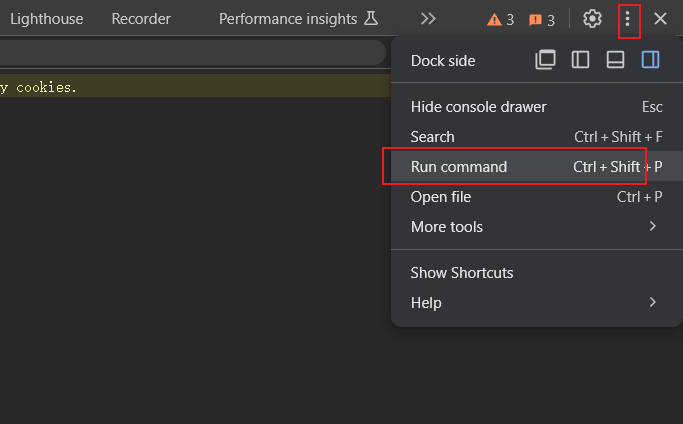 Lighthouse Recorder Performance insights 3 3
Dock side
y cookies.
Hide console drawer Esc
Search Ctrl + Shift + F
Run command Ctrl + Shift + P
Open file Ctrl + P
More tools
Show Shortcuts
Help